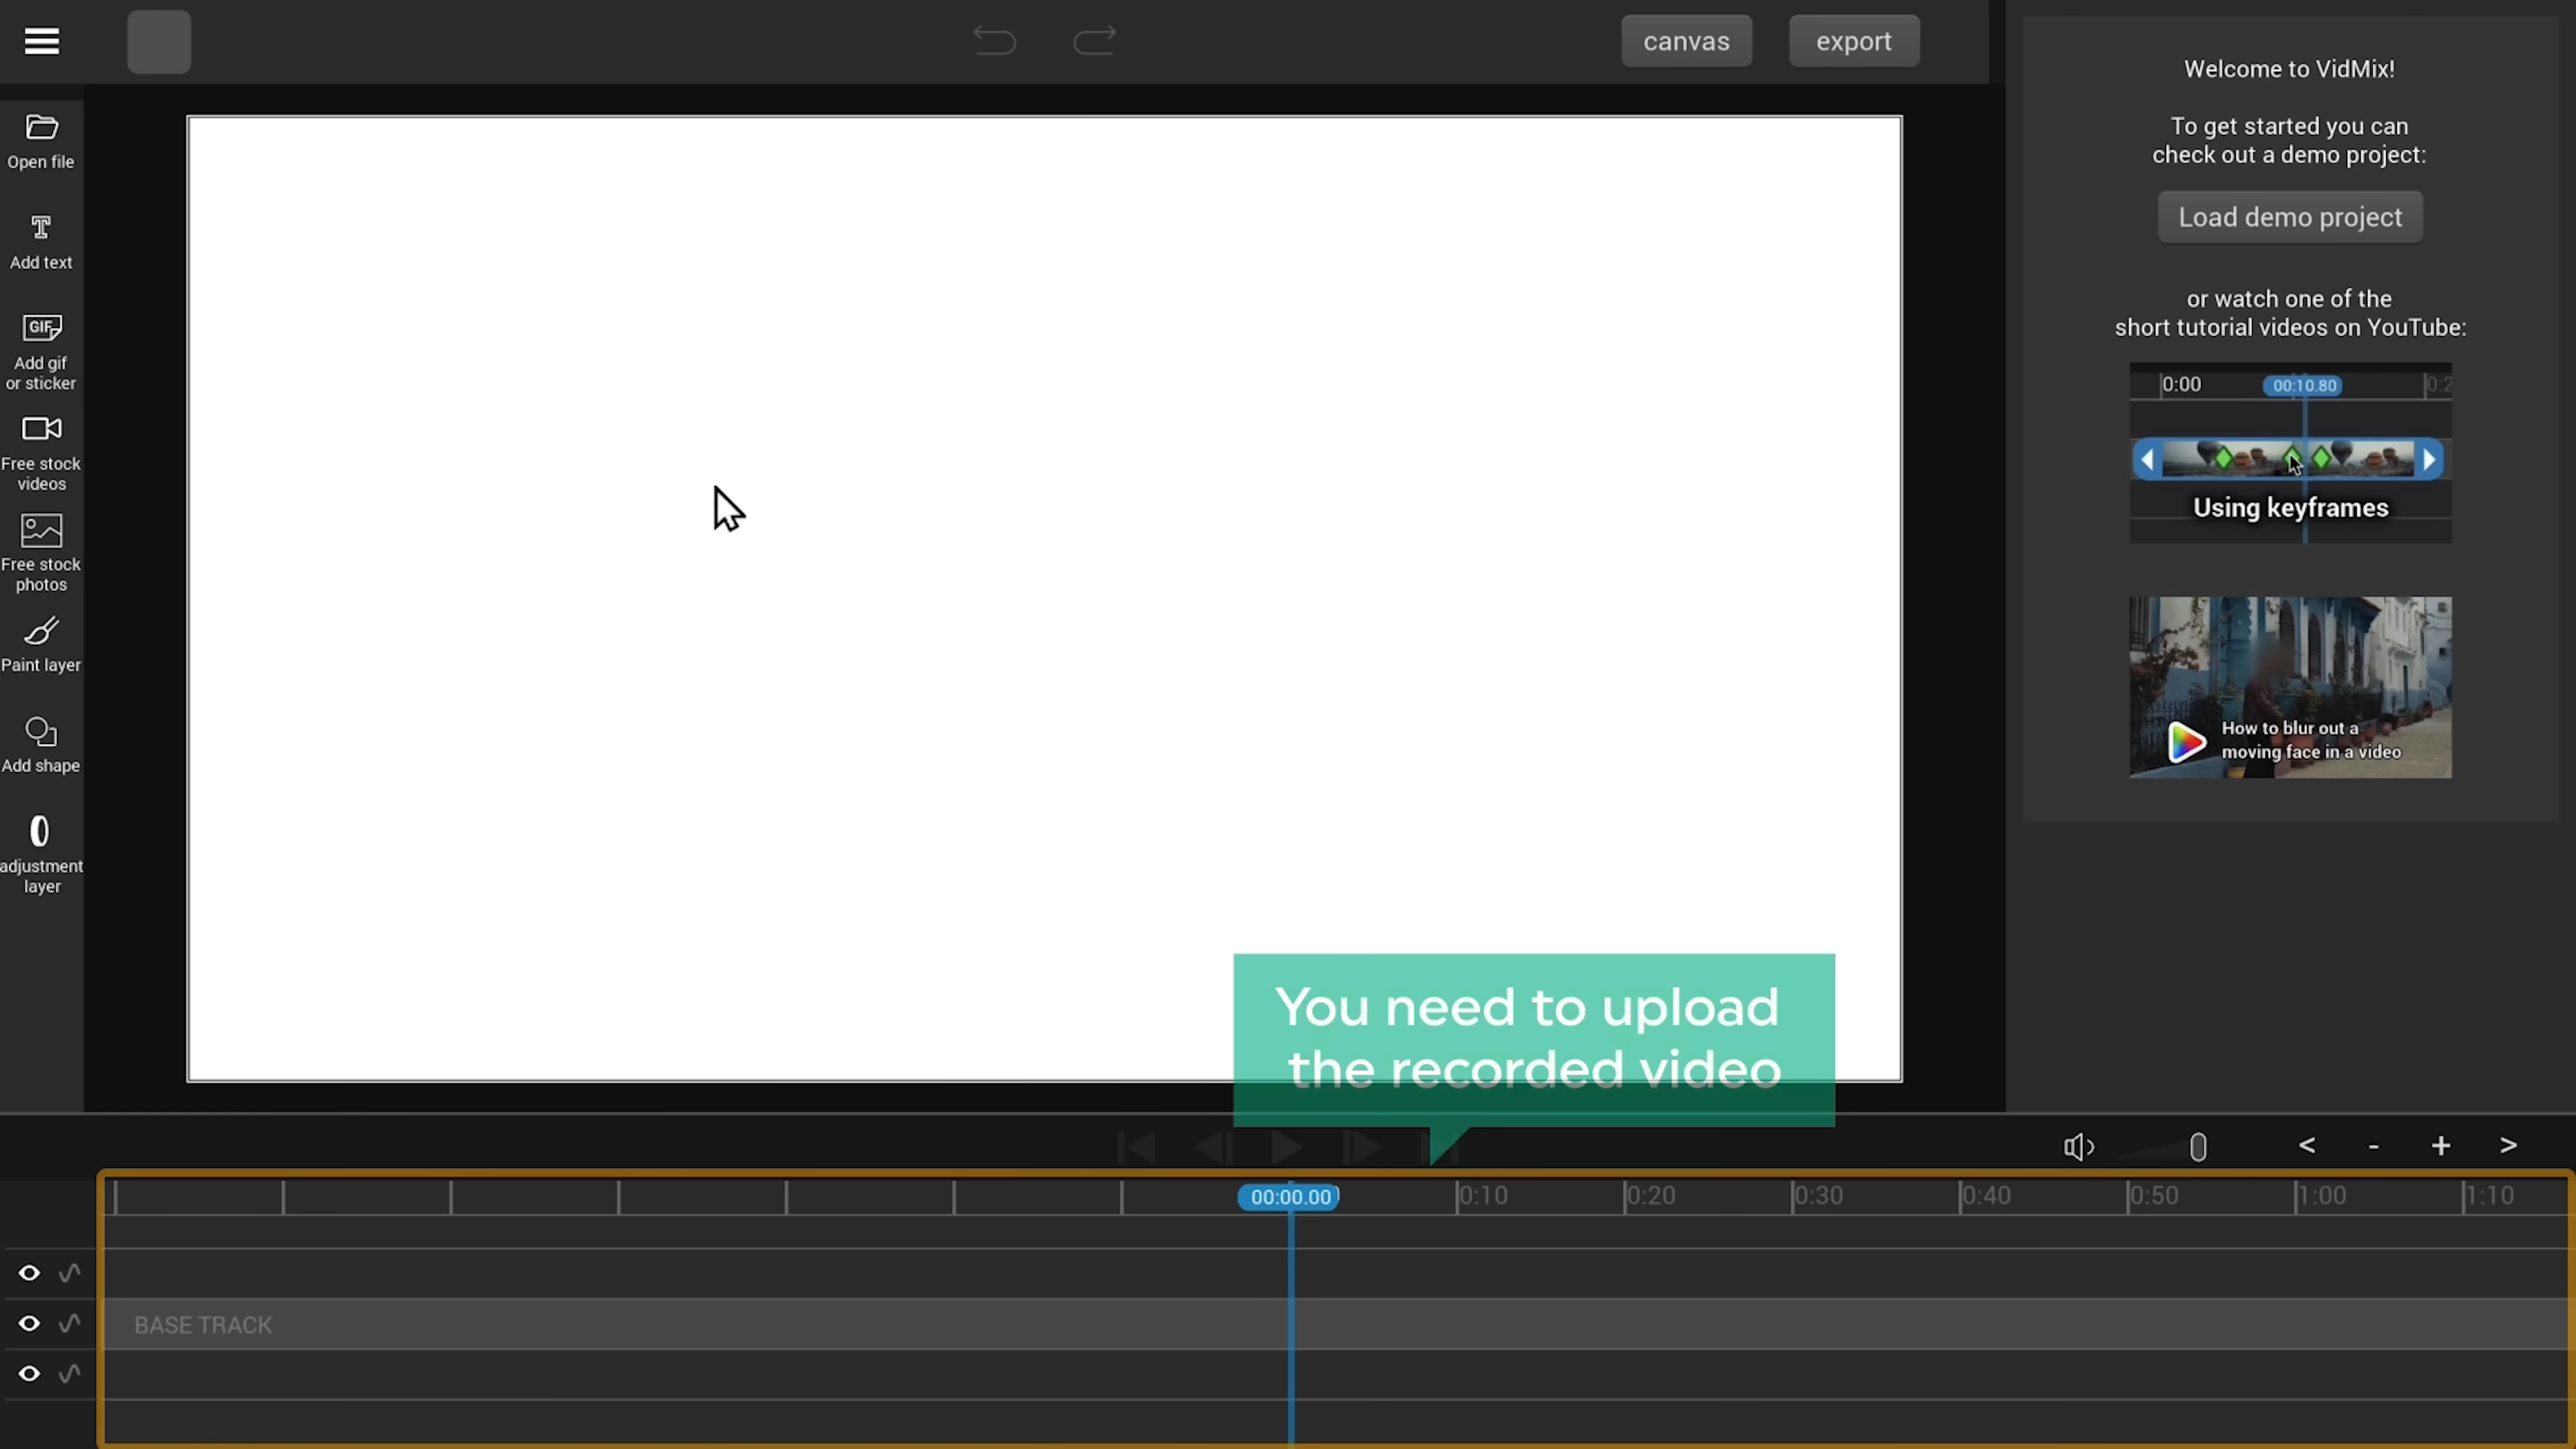 canvas
export
Open file
Add text
GIF
Add gif
or sticker
Free stock
videos
Free stock
photos
Paint layer
Add shape
adjustment
layer
Welcome to VidMix!
To get started you can
check out a demo project:
Load demo project
or watch one of the
short tutorial videos on YouTube:
0:00
00:10.80
Using keyframes
How to blur out a
moving face in a video
You need to upload
the recorded video
< - + >
00:00.00
0:10
0:20
0:30
0:40
0:50
1:00
1:10
BASE TRACK